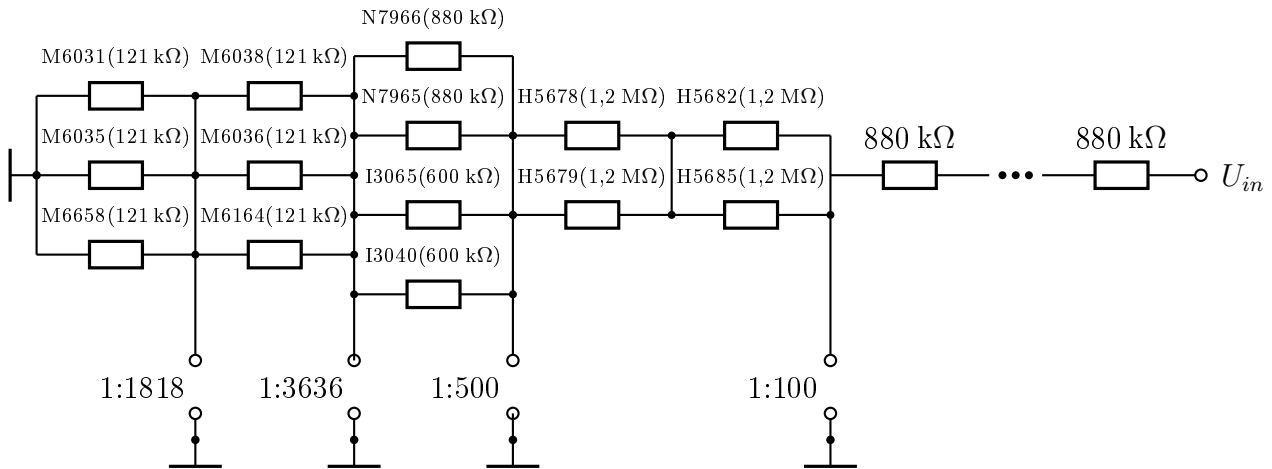 N7966(880 kΩ)
M6031(121 kΩ) M6038(121 kΩ)
N7965(880 kΩ) H5678(1,2 MΩ) H5682(1,2 MΩ)
M6035(121 kΩ) M6036(121 kΩ) 880 kΩ 880 kΩ
I3065(600 kΩ) H5679(1,2 MΩ) H5685(1,2 MΩ) U_in
M6658(121 kΩ) M6164(121 kΩ)
I3040(600 kΩ)
1:1818 1:3636 1:500 1:100